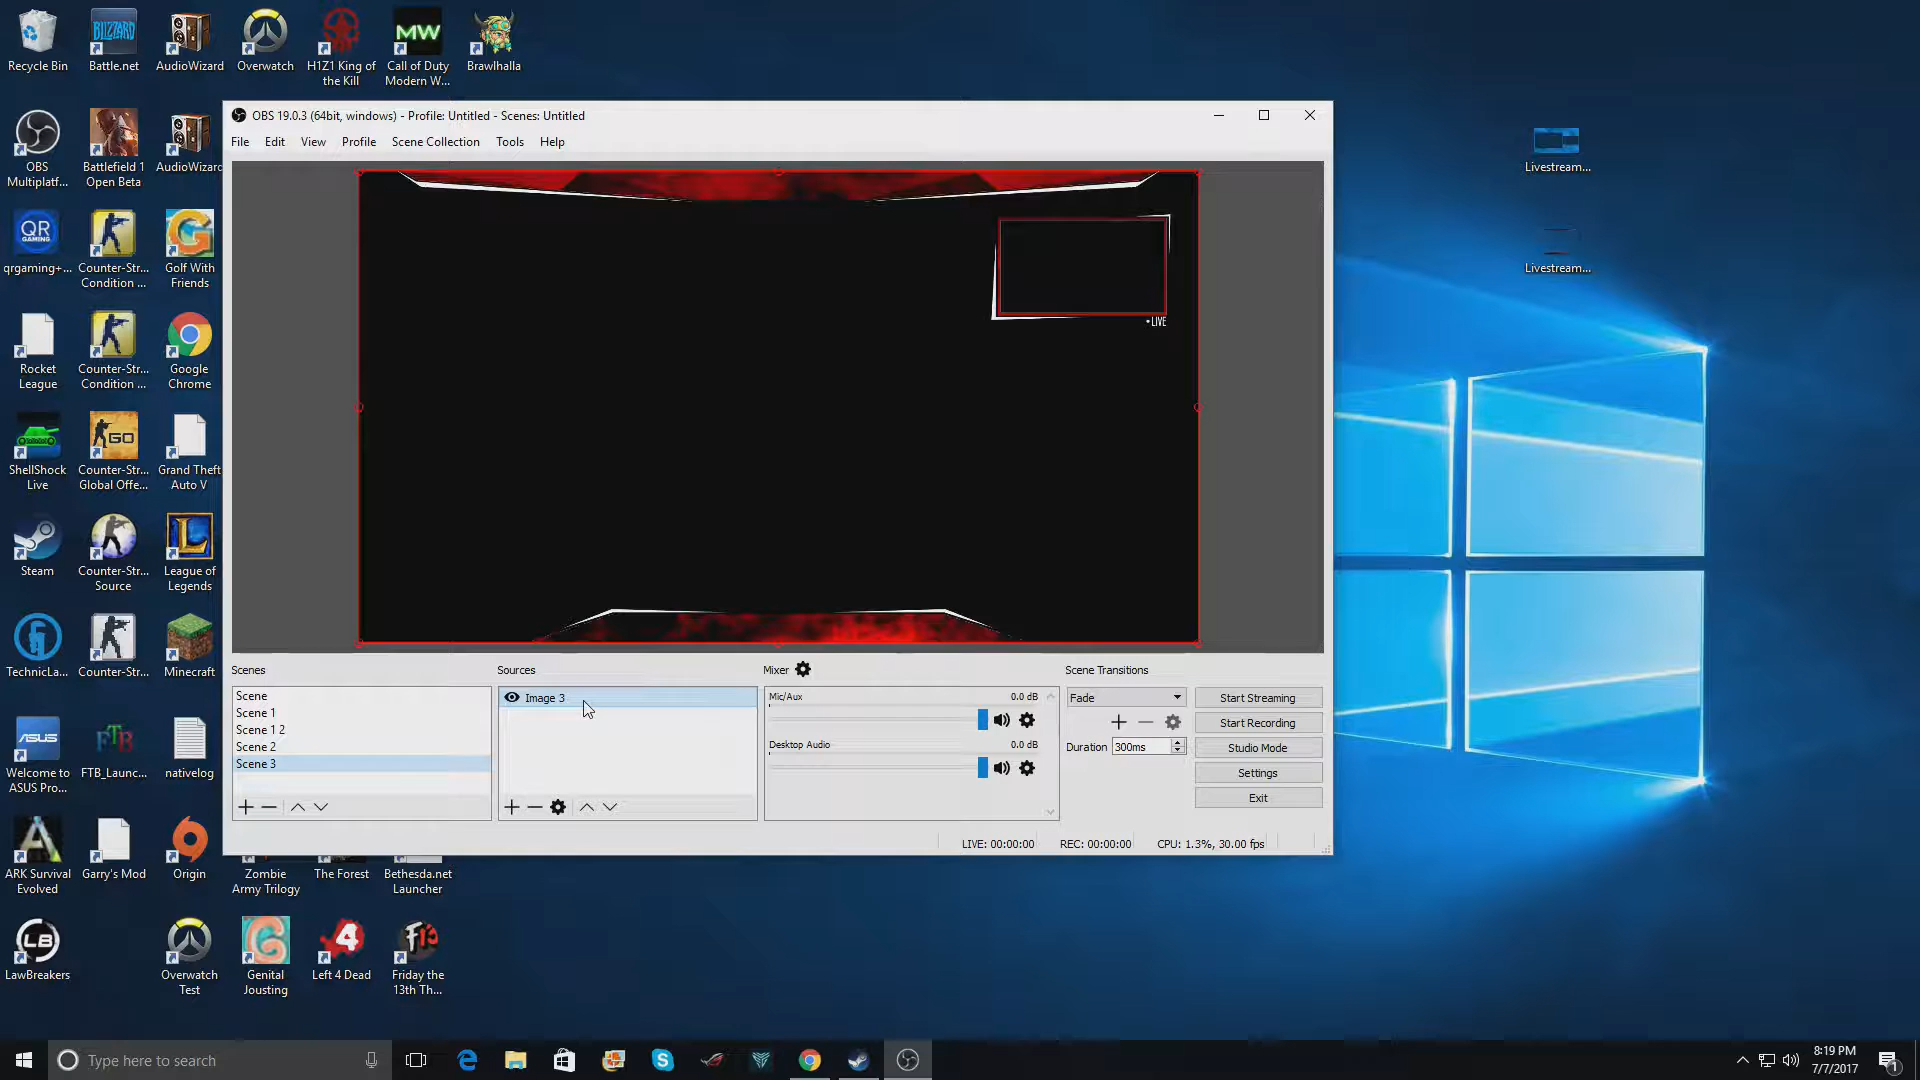 Recycle Bin
Battle.net
AudioWizard
Overwatch
H1Z1 King of
the Kill
Call of Duty
Modern W...
Brawlhalla
BLIZZARD
MW
OBS
Multiplatf...
Battlefield 1
Open Beta
AudioWizard
QR
GAMING
qrgaming+...
Counter-Str...
Condition ...
Golf With
Friends
Rocket
League
Counter-Str...
Condition ...
Google
Chrome
GO
ShellShock
Live
Counter-Str...
Global Offe...
Grand Theft
Auto V
Steam
Counter-Str...
Source
League of
Legends
TechnicLa...
Counter-Str...
Minecraft
ASUS
FTB
Welcome to
ASUS Pro...
FTB_Launc...
nativelog
ARK Survival
Evolved
Garry's Mod
Origin
Zombie
Army Trilogy
The Forest
Bethesda.net
Launcher
LB
LawBreakers
Overwatch
Test
Genital
Jousting
Left 4 Dead
Friday the
13th Th...
Livestream...
Livestream...
OBS 19.0.3 (64bit, windows) - Profile: Untitled - Scenes: Untitled
File Edit View Profile Scene Collection Tools Help
• LIVE
Scenes
Scene
Scene 1
Scene 1 2
Scene 2
Scene 3
Sources
Image 3
Mixer
Mic/Aux 0.0 dB
Desktop Audio 0.0 dB
Scene Transitions
Fade
Duration 300ms
Start Streaming
Start Recording
Studio Mode
Settings
Exit
LIVE: 00:00:00 REC: 00:00:00 CPU: 1.3%, 30.00 fps
Type here to search
8:19 PM
7/7/2017
1